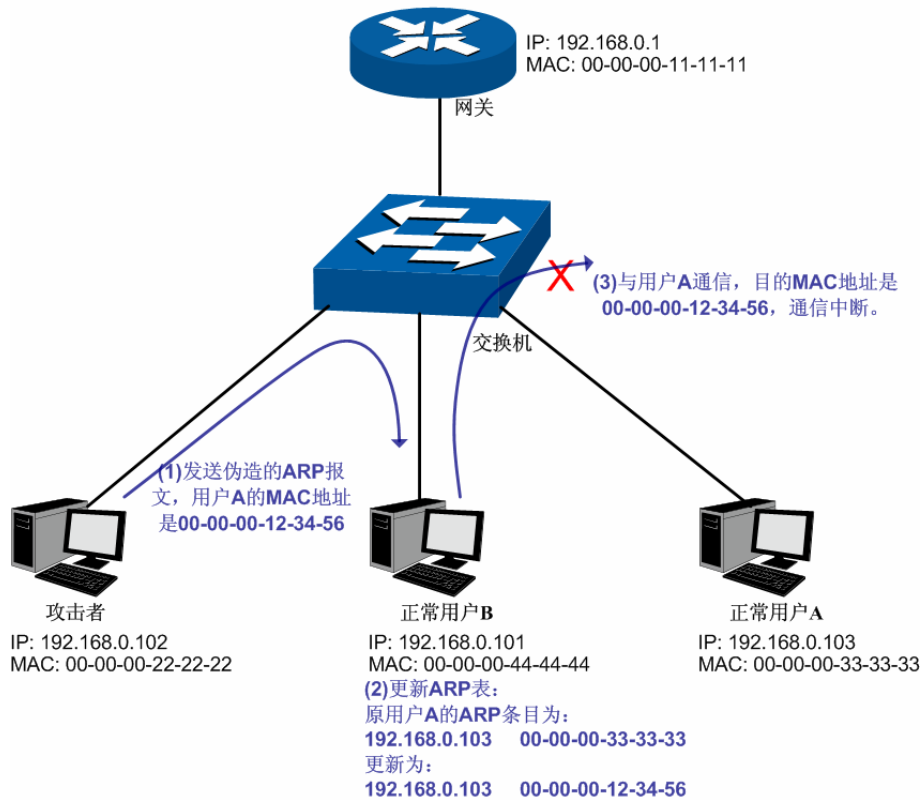 IP: 192.168.0.1
MAC: 00-00-00-11-11-11
网关
(3)与用户A通信，目的MAC地址是
00-00-00-12-34-56，通信中断。
交换机
(1)发送伪造的ARP报
文，用户A的MAC地址
是00-00-00-12-34-56
攻击者
IP: 192.168.0.102
MAC: 00-00-00-22-22-22
正常用户B
IP: 192.168.0.101
MAC: 00-00-00-44-44-44
(2)更新ARP表：
原用户A的ARP条目为：
192.168.0.103 00-00-00-33-33-33
更新为：
192.168.0.103 00-00-00-12-34-56
正常用户A
IP: 192.168.0.103
MAC: 00-00-00-33-33-33